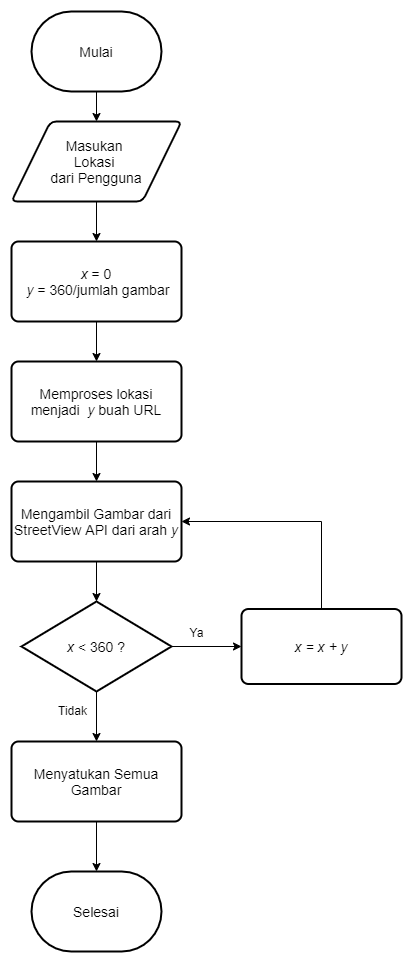 Mulai
Masukan
Lokasi
dari Pengguna
x = 0
y = 360/jumlah gambar
Memproses lokasi
menjadi y buah URL
Mengambil Gambar dari
StreetView API dari arah y
x < 360 ?
Ya
x = x + y
Tidak
Menyatukan Semua
Gambar
Selesai